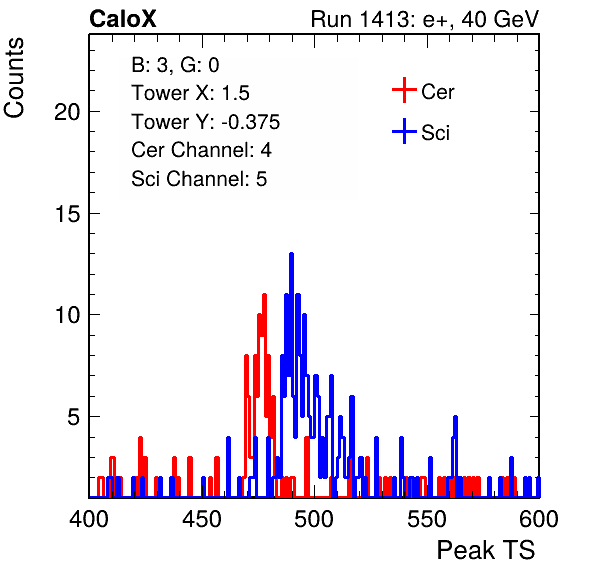 CaloX Run 1413: e+, 40 GeV
Counts
B: 3, G: 0
Tower X: 1.5
Tower Y: -0.375
Cer Channel: 4
Sci Channel: 5
Cer
Sci
20
15
10
5
400 450 500 550 600
Peak TS